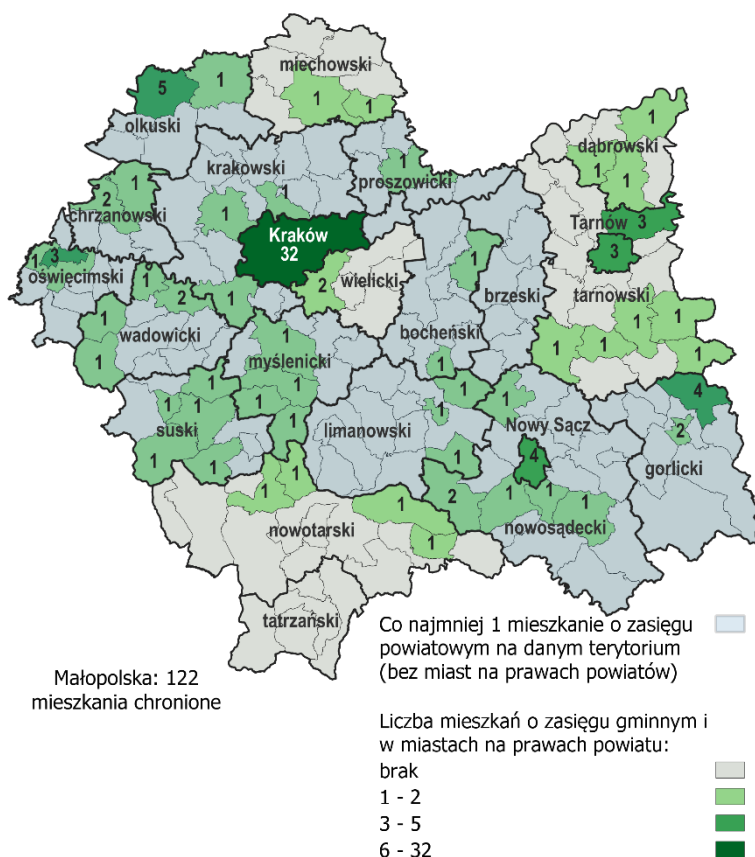 miechowski
5
1
1
1
olkuski
1
dąbrowski
krakowski
1
1
proszowicki
1
1
1
2
chrzanowski
1
1
Tarnów
3
Kraków
32
3
1
3
oświęcimski
2
wielicki
1
brzeski
tarnowski
1
2
1
1
1
1
wadowicki
bocheński
1
1
1
myślenicki
1
1
1
1
1
1
1
4
1
1
1
1
suski
1
limanowski
Nowy Sącz
2
1
1
1
4
gorlicki
1
1
1
2
1
1
1
nowotarski
1
nowosądecki
tatrzański
Co najmniej 1 mieszkanie o zasięgu
powiatowym na danym terytorium
(bez miast na prawach powiatów)
Małopolska: 122
mieszkania chronione
Liczba mieszkań o zasięgu gminnym i
w miastach na prawach powiatu:
brak
1 - 2
3 - 5
6 - 32